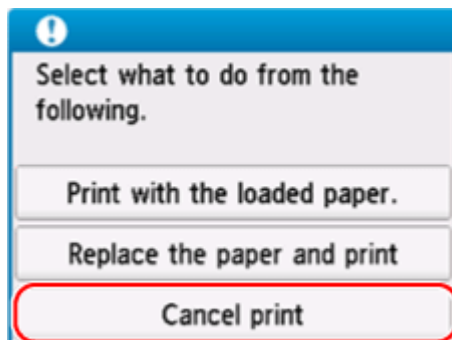 Select what to do from the
following.
Print with the loaded paper.
Replace the paper and print
Cancel print